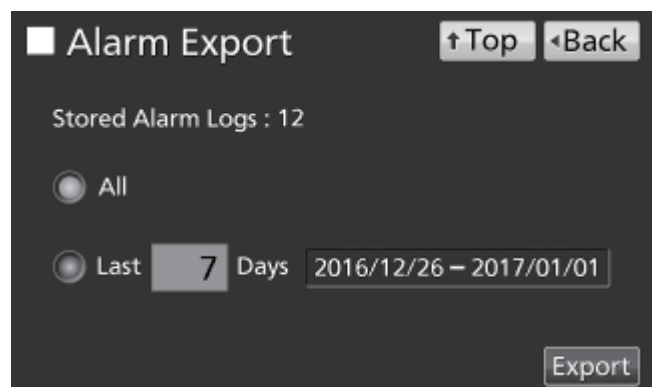 Alarm Export
↑Top
◂Back
Stored Alarm Logs : 12
All
Last 7 Days 2016/12/26 – 2017/01/01
Export